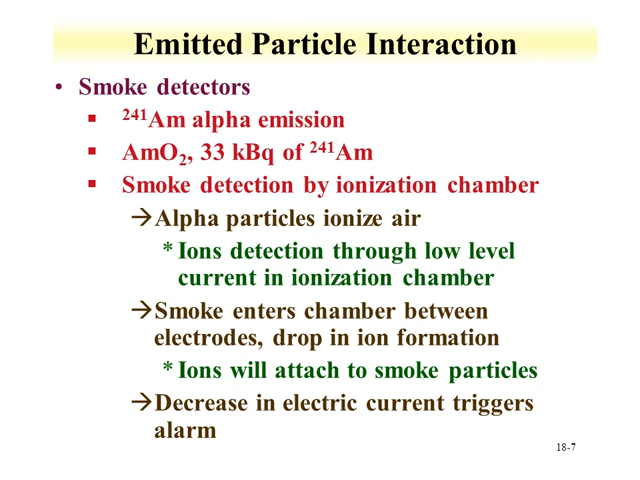 Emitted Particle Interaction
• Smoke detectors
▪ ²⁴¹Am alpha emission
▪ AmO₂, 33 kBq of ²⁴¹Am
▪ Smoke detection by ionization chamber
→Alpha particles ionize air
* Ions detection through low level
current in ionization chamber
→Smoke enters chamber between
electrodes, drop in ion formation
* Ions will attach to smoke particles
→Decrease in electric current triggers
alarm
18-7